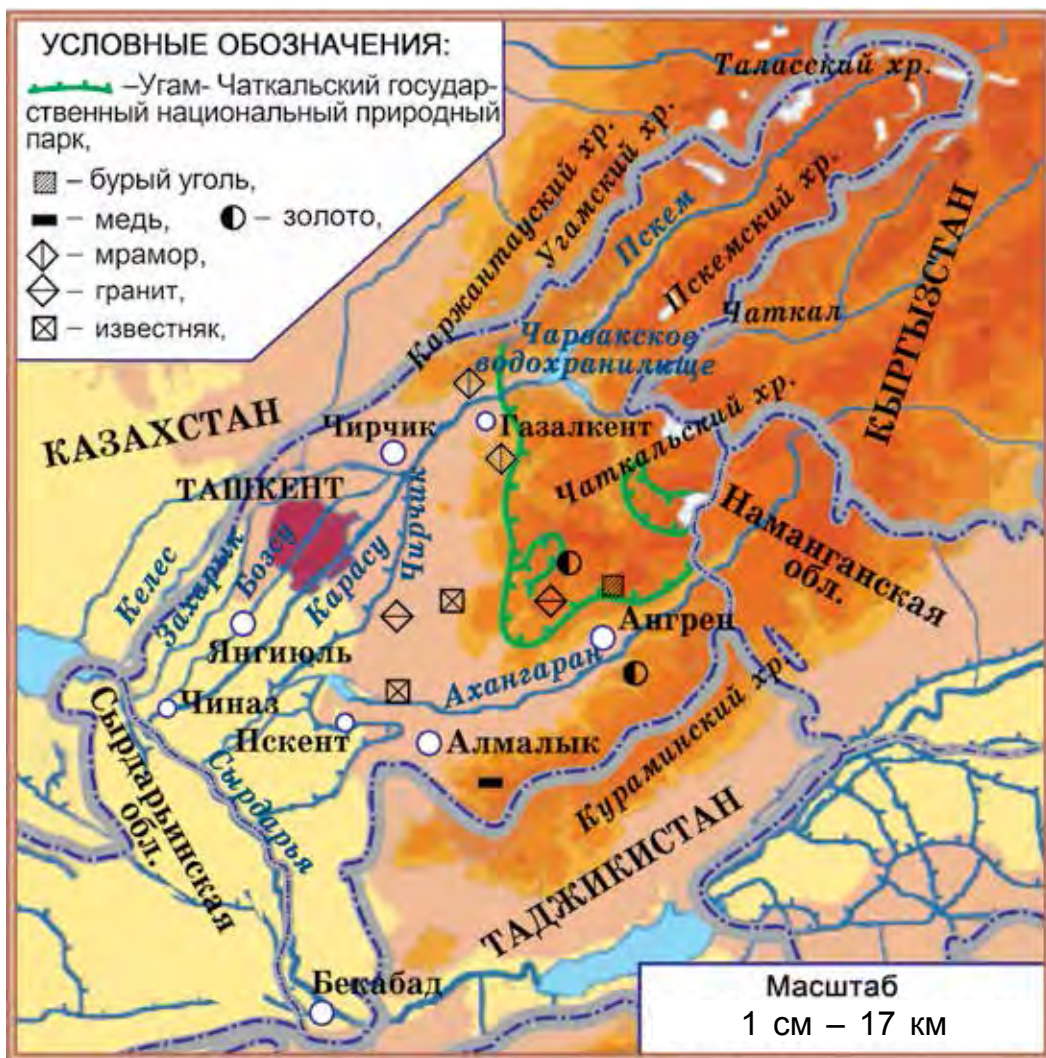 УСЛОВНЫЕ ОБОЗНАЧЕНИЯ:
–Угам- Чаткальский государ-
ственный национальный природный
парк,
– бурый уголь,
– медь, – золото,
– мрамор,
– гранит,
– известняк,
Таласский хр.
Каржантауский хр.
Угамский хр.
Пскем
Пскемский хр.
Чаткал
КЫРГЫЗСТАН
Чарвакское
водохранилище
КАЗАХСТАН
Чирчик
Газалкент
Чаткальский хр.
ТАШКЕНТ
Чирчик
Наманганская
обл.
Келес
Захарык
Бозсу
Карасу
Янгиюль
Ангрен
Ахангаран
Чиназ
Пскент
Алмалык
Кураминский хр.
Сырдарьинская
обл.
Сырдарья
ТАДЖИКИСТАН
Бекабад
Масштаб
1 см – 17 км